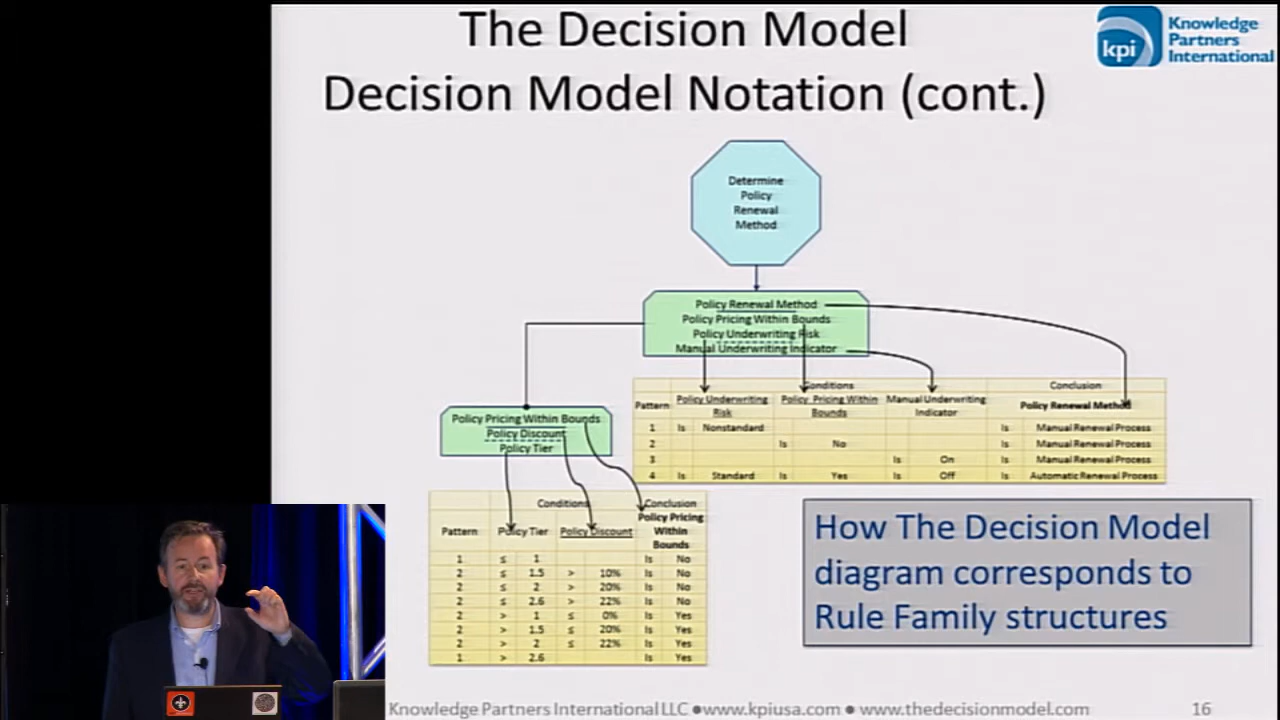 The Decision Model
Decision Model Notation (cont.)
kpi
Knowledge
Partners
International
Determine
Policy
Renewal
Method
Policy Renewal Method
Policy Pricing Within Bounds
Policy Underwriting Risk
Manual Underwriting Indicator
Conditions Conclusion
Pattern Policy Underwriting Risk Policy Pricing Within Bounds Manual Underwriting Indicator Policy Renewal Method
1 Is Nonstandard Is Manual Renewal Process
2 Is No Is Manual Renewal Process
3 Is On Is Manual Renewal Process
4 Is Standard Is Yes Is Off Is Automatic Renewal Process
Policy Pricing Within Bounds
Policy Discount
Policy Tier
Conditions Conclusion
Pattern Policy Tier Policy Discount Policy Pricing Within Bounds
1 ≤ 1 Is No
2 ≤ 1.5 > 10% Is No
2 ≤ 2 > 20% Is No
2 ≤ 2.6 > 22% Is No
2 > 1 ≤ 0% Is Yes
2 > 1.5 ≤ 20% Is Yes
2 > 2 ≤ 22% Is Yes
1 > 2.6 Is Yes
How The Decision Model
diagram corresponds to
Rule Family structures
Knowledge Partners International LLC ●www.kpiusa.com ● www.thedecisionmodel.com 16